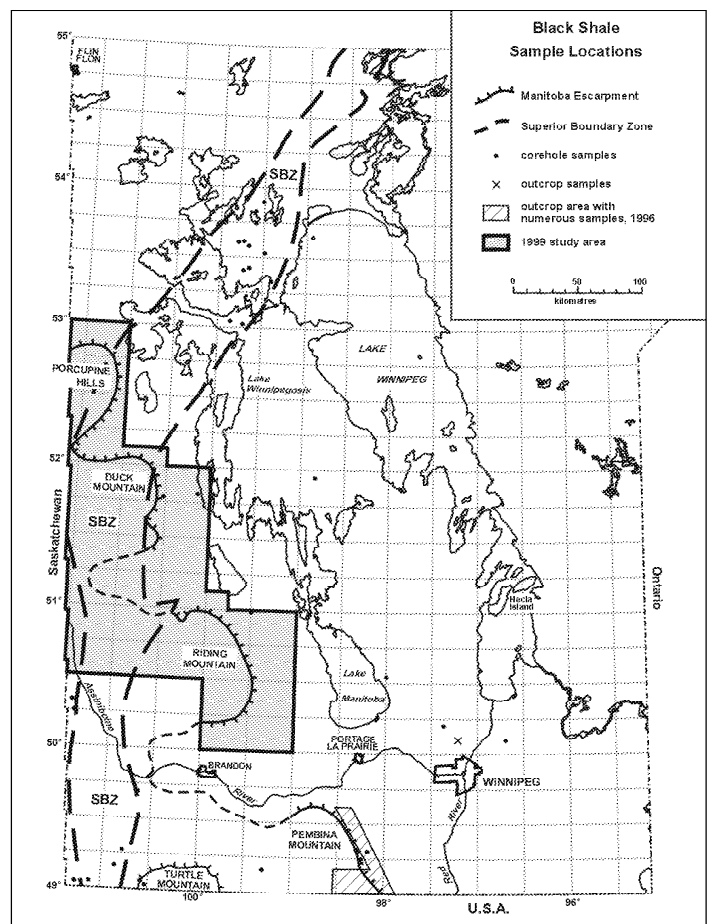 Black Shale
Sample Locations
Manitoba Escarpment
Superior Boundary Zone
corehole samples
outcrop samples
outcrop area with
numerous samples, 1996
1999 study area
0 50 100
kilometres
55°
FLIN
FLON
54°
SBZ
53°
PORCUPINE
HILLS
LAKE
WINNIPEG
Lake
Winnipegosis
52°
DUCK
MOUNTAIN
SBZ
Saskatchewan
Ontario
51°
Hecla
Island
RIDING
MOUNTAIN
Lake
Manitoba
Assiniboine
50°
PORTAGE
LA PRAIRIE
BRANDON
WINNIPEG
River
River
Red
SBZ
PEMBINA
MOUNTAIN
TURTLE
MOUNTAIN
49°
100°
98°
96°
U.S.A.